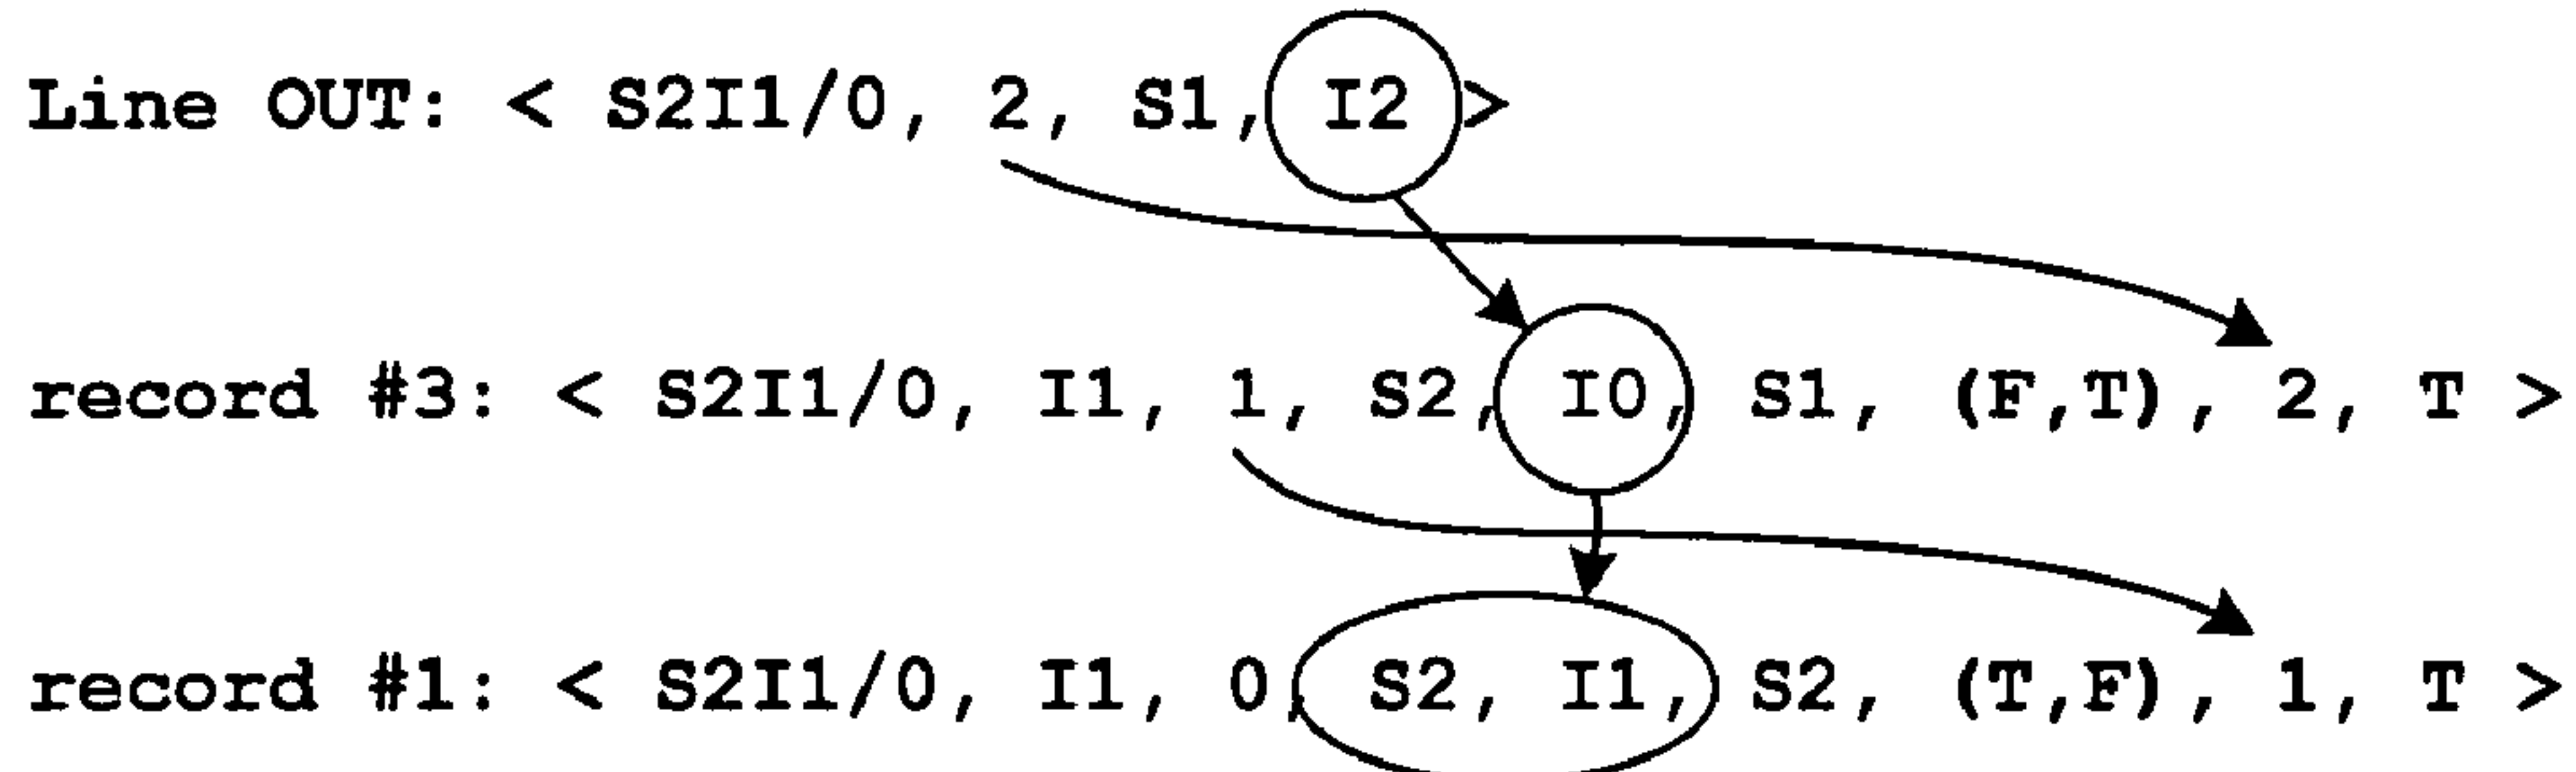 Line OUT: < S2I1/0, 2, S1, I2 >
record #3: < S2I1/0, I1, 1, S2, I0, S1, (F,T), 2, T >
record #1: < S2I1/0, I1, 0, S2, I1, S2, (T,F), 1, T >